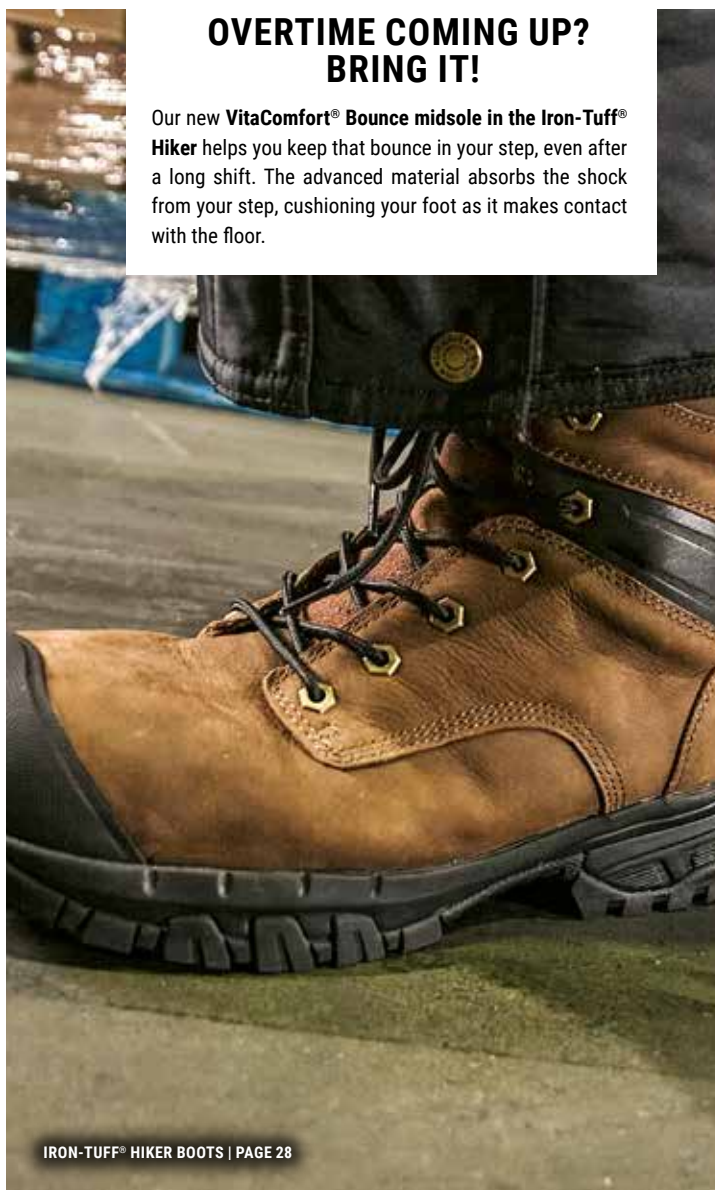 OVERTIME COMING UP?
BRING IT!
Our new VitaComfort® Bounce midsole in the Iron-Tuff®
Hiker helps you keep that bounce in your step, even after
a long shift. The advanced material absorbs the shock
from your step, cushioning your foot as it makes contact
with the floor.
IRON-TUFF® HIKER BOOTS | PAGE 28